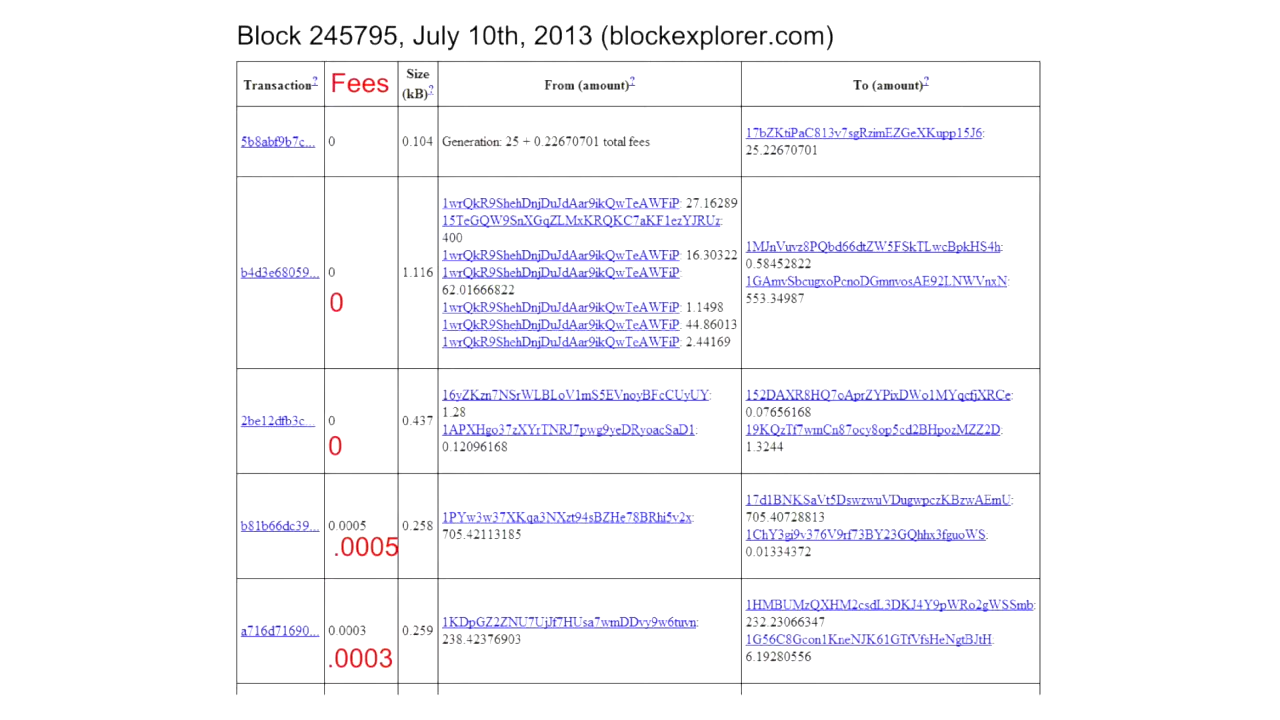 Block 245795, July 10th, 2013 (blockexplorer.com)
Transaction? Fees Size (kB)? From (amount)? To (amount)?
5b8abf9b7c... 0 0.104 Generation: 25 + 0.22670701 total fees 17bZKtiPaC813v7sgRzimEZGeXKupp15J6:
25.22670701
b4d3e68059... 0 1.116
0
1wrQkR9ShehDnjDuJdAar9ikQwTeAWFiP: 27.16289
15TeGQW9SnXGqZLMxKRQKC7aKF1ezYJRUz:
400
1wrQkR9ShehDnjDuJdAar9ikQwTeAWFiP: 16.30322
1wrQkR9ShehDnjDuJdAar9ikQwTeAWFiP:
62.01666822
1wrQkR9ShehDnjDuJdAar9ikQwTeAWFiP: 1.1498
1wrQkR9ShehDnjDuJdAar9ikQwTeAWFiP: 44.86013
1wrQkR9ShehDnjDuJdAar9ikQwTeAWFiP: 2.44169
1MJnVuvz8PQbd66dtZW5FSkTLwcBpkHS4h:
0.58452822
1GAmvSbcugxoPcnoDGmnvosAE92LNWVnxN:
553.34987
2be12dfb3c... 0 0.437
0
16yZKzn7NSrWLBLoV1mS5EVnoyBFcCUyUY:
1.28
1APXHgo37zXYrTNRJ7pwg9yeDRyoacSaD1:
0.12096168
152DAXR8HQ7oAprZYPixDWo1MYqcfjXRCe:
0.07656168
19KQzTf7wmCn87ocy8op5cd2BHpozMZZ2D:
1.3244
b81b66dc39... 0.0005 0.258
.0005
1PYw3w37XKqa3NXzt94sBZHe78BRhi5v2x:
705.42113185
17d1BNKSaVt5DswzwuVDugwpczKBzwAEmU:
705.40728813
1ChY3gi9v376V9rf73BY23GQhhx3fguoWS:
0.01334372
a716d71690... 0.0003 0.259
.0003
1KDpGZ2ZNU7UjJf7HUsa7wmDDvy9w6tuvn:
238.42376903
1HMBUMzQXHM2csdL3DKJ4Y9pWRo2gWSSmb:
232.23066347
1G56C8Gcon1KneNJK61GTfVfsHeNgtBJtH:
6.19280556